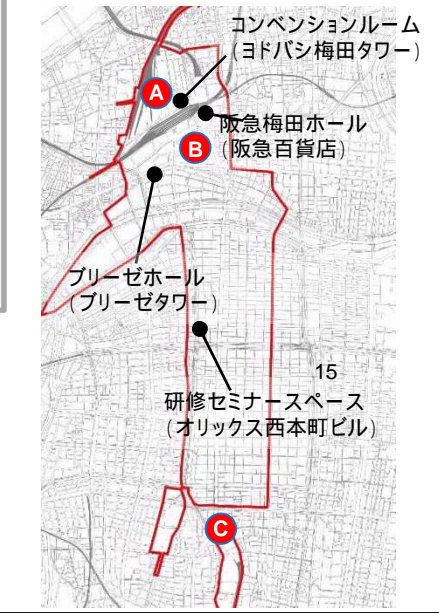 コンベンションルーム
(ヨドバシ梅田タワー)
A
阪急梅田ホール
(阪急百貨店)
B
ブリーゼホール
(ブリーゼタワー)
15
研修セミナースペース
(オリックス西本町ビル)
C